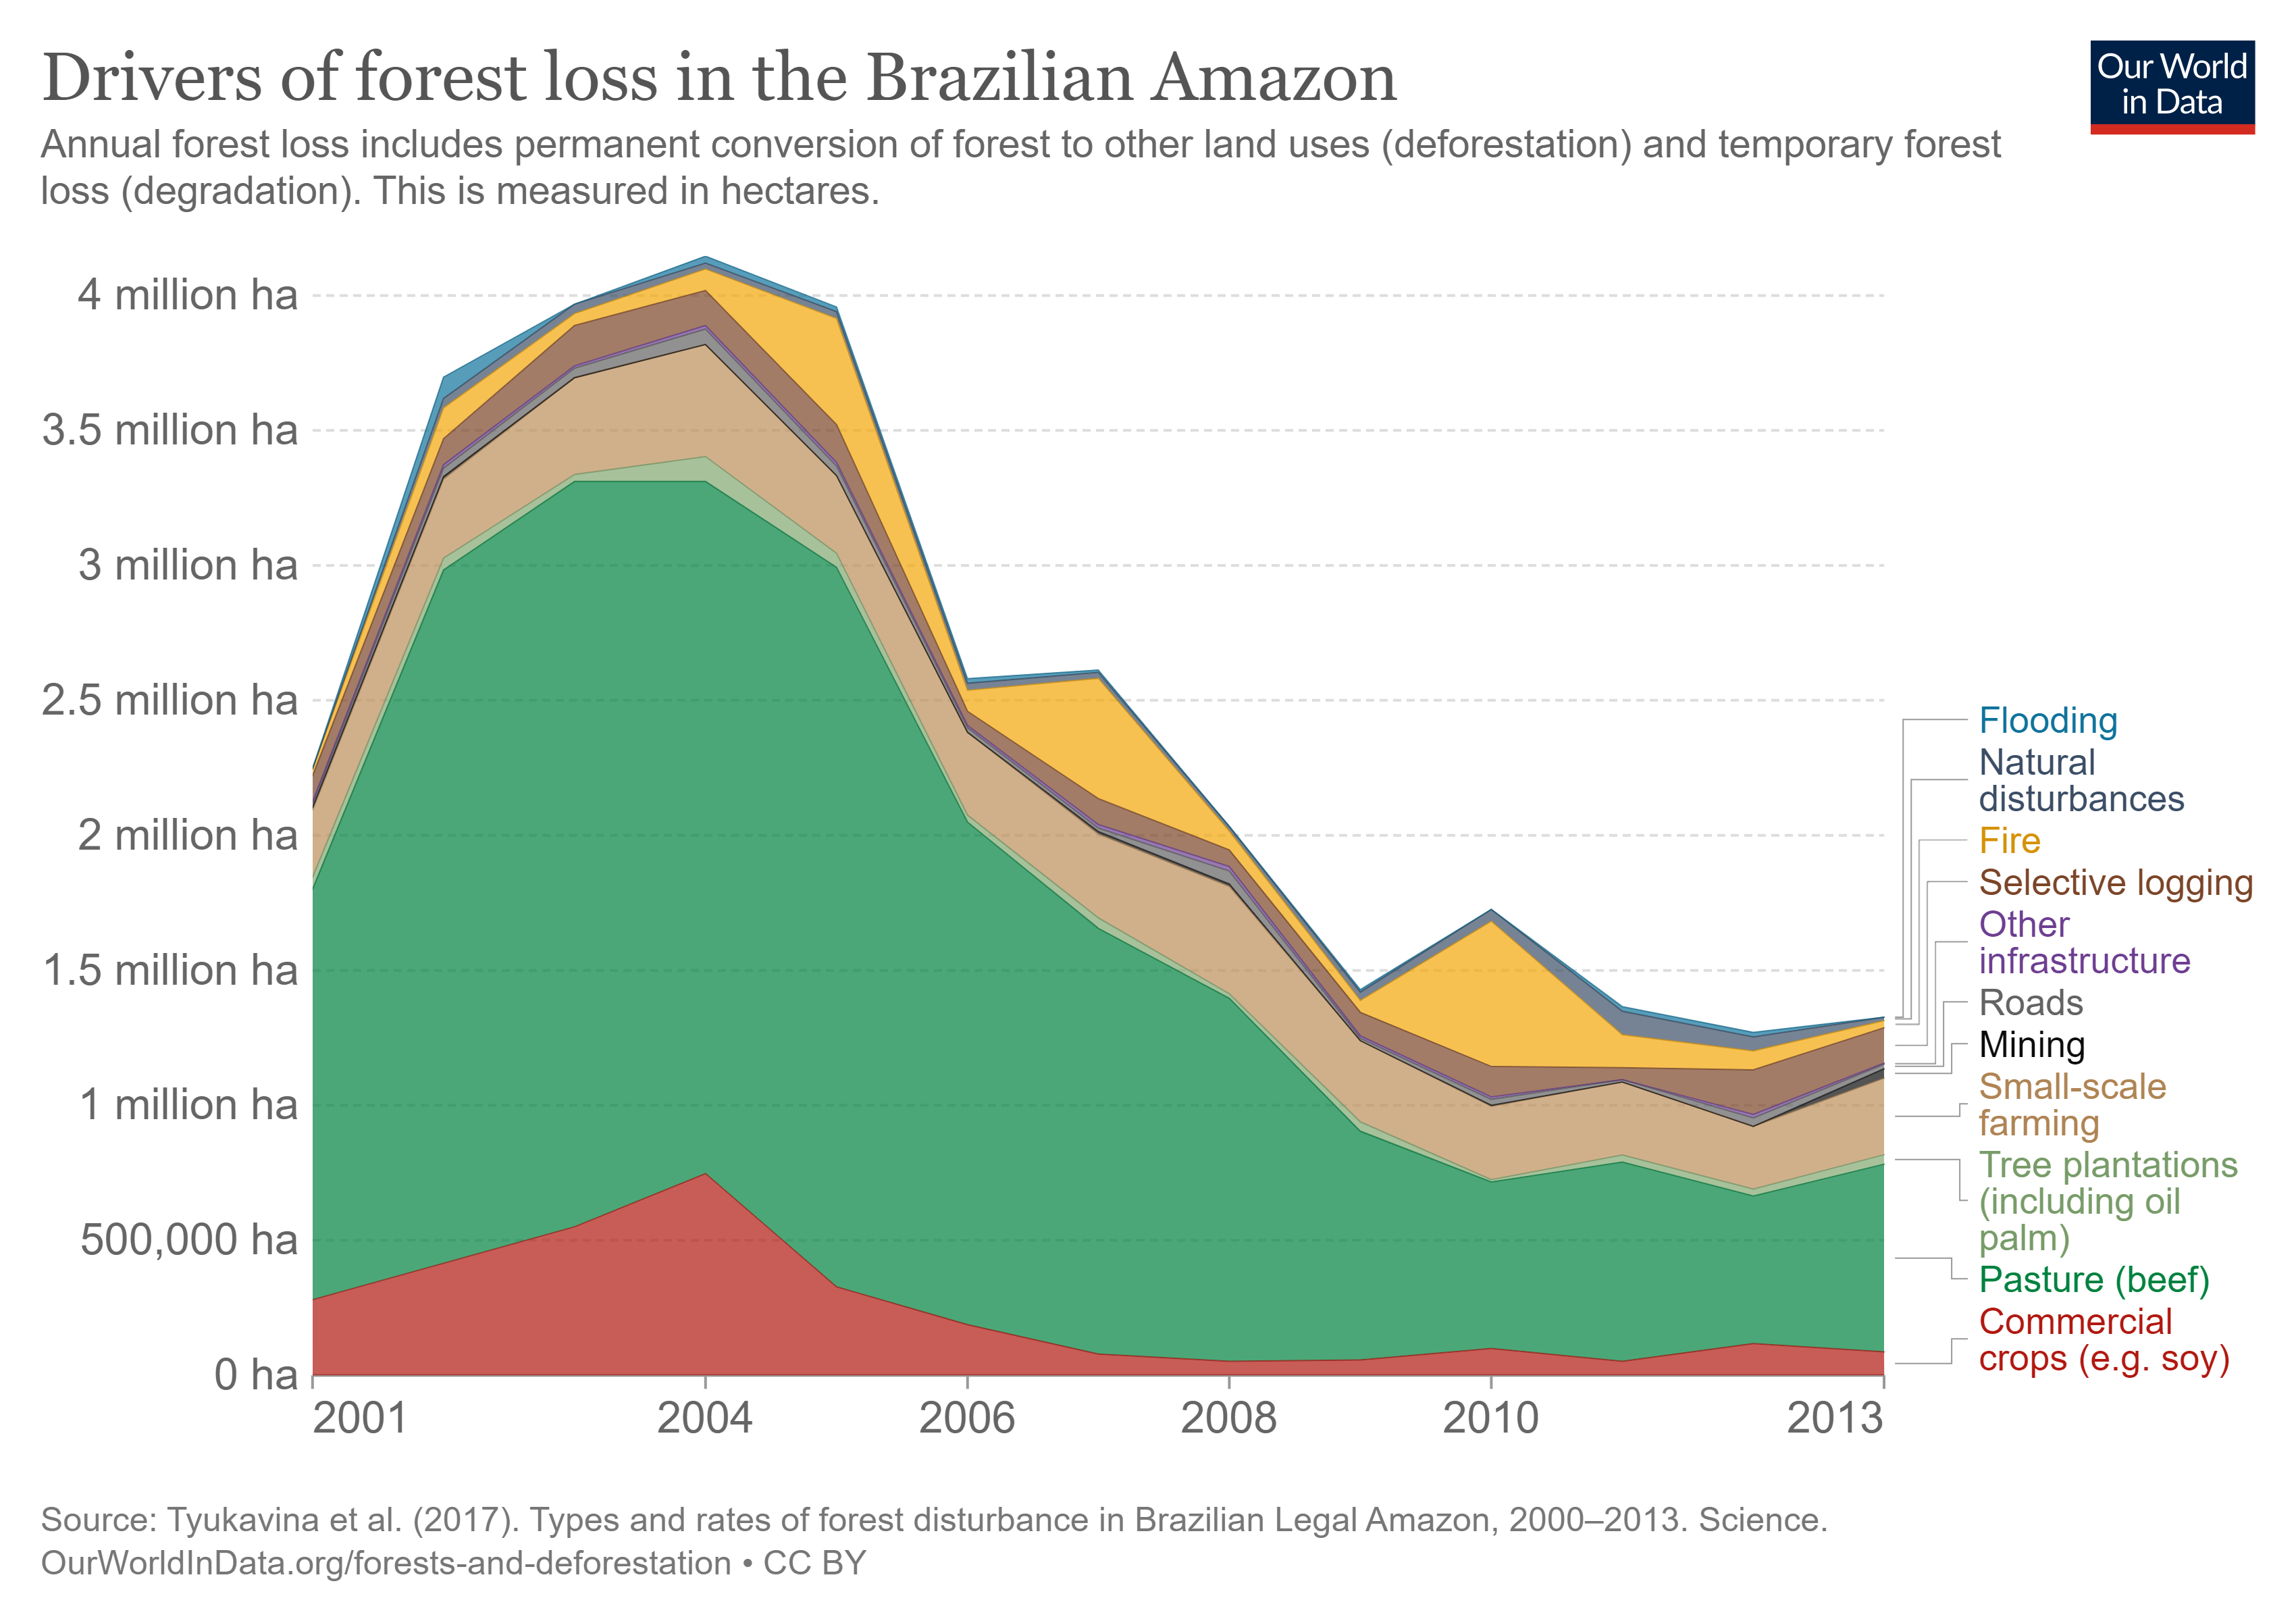 Drivers of forest loss in the Brazilian Amazon
Our World
in Data
Annual forest loss includes permanent conversion of forest to other land uses (deforestation) and temporary forest
loss (degradation). This is measured in hectares.
4 million ha
3.5 million ha
3 million ha
2.5 million ha
2 million ha
1.5 million ha
1 million ha
500,000 ha
0 ha
2001
2004
2006
2008
2010
2013
Flooding
Natural
disturbances
Fire
Selective logging
Other
infrastructure
Roads
Mining
Small-scale
farming
Tree plantations
(including oil
palm)
Pasture (beef)
Commercial
crops (e.g. soy)
Source: Tyukavina et al. (2017). Types and rates of forest disturbance in Brazilian Legal Amazon, 2000–2013. Science.
OurWorldInData.org/forests-and-deforestation • CC BY